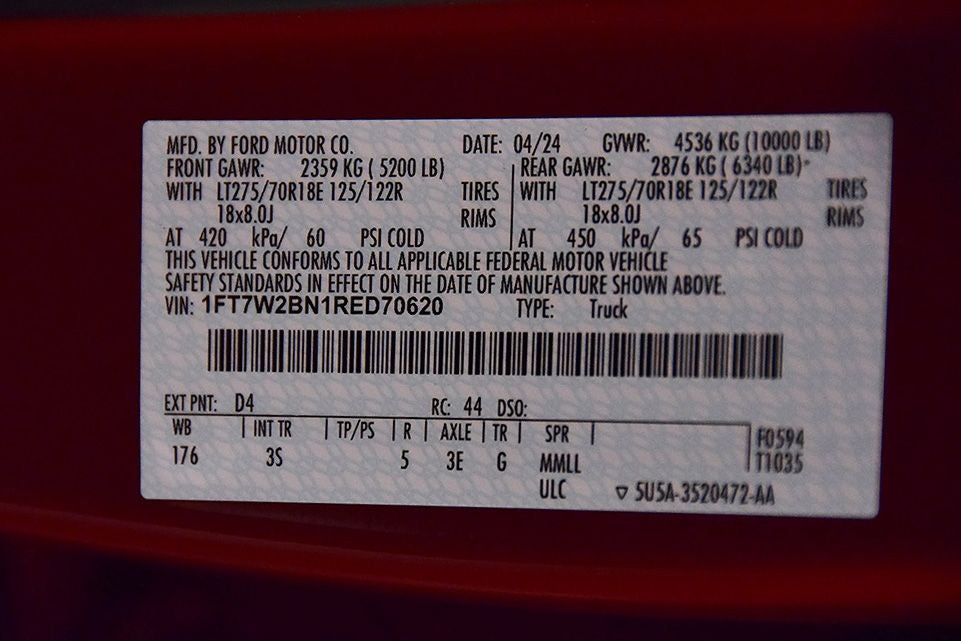 MFD. BY FORD MOTOR CO. DATE: 04/24 GVWR: 4536 KG (10000 LB)
FRONT GAWR: 2359 KG ( 5200 LB) REAR GAWR: 2876 KG ( 6340 LB)
WITH LT275/70R18E 125/122R TIRES WITH LT275/70R18E 125/122R TIRES
18x8.0J RIMS 18x8.0J RIMS
AT 420 kPa/ 60 PSI COLD AT 450 kPa/ 65 PSI COLD
THIS VEHICLE CONFORMS TO ALL APPLICABLE FEDERAL MOTOR VEHICLE
SAFETY STANDARDS IN EFFECT ON THE DATE OF MANUFACTURE SHOWN ABOVE.
VIN: 1FT7W2BN1RED70620 TYPE: Truck
EXT PNT: D4 RC: 44 DSO:
WB | INT TR | TP/PS | R | AXLE | TR | SPR | F0594
176 3S 5 3E G MMLL T1035
ULC ▽ 5U5A-3520472-AA